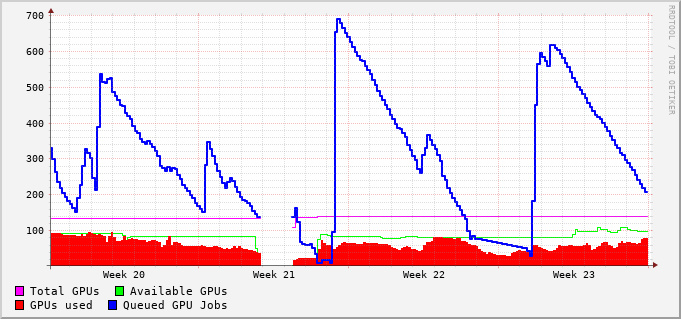 700
600
500
400
300
200
100
Week 20 Week 21 Week 22 Week 23
Total GPUs Available GPUs
GPUs used Queued GPU Jobs
RRDTOOL / TOBI OETIKER